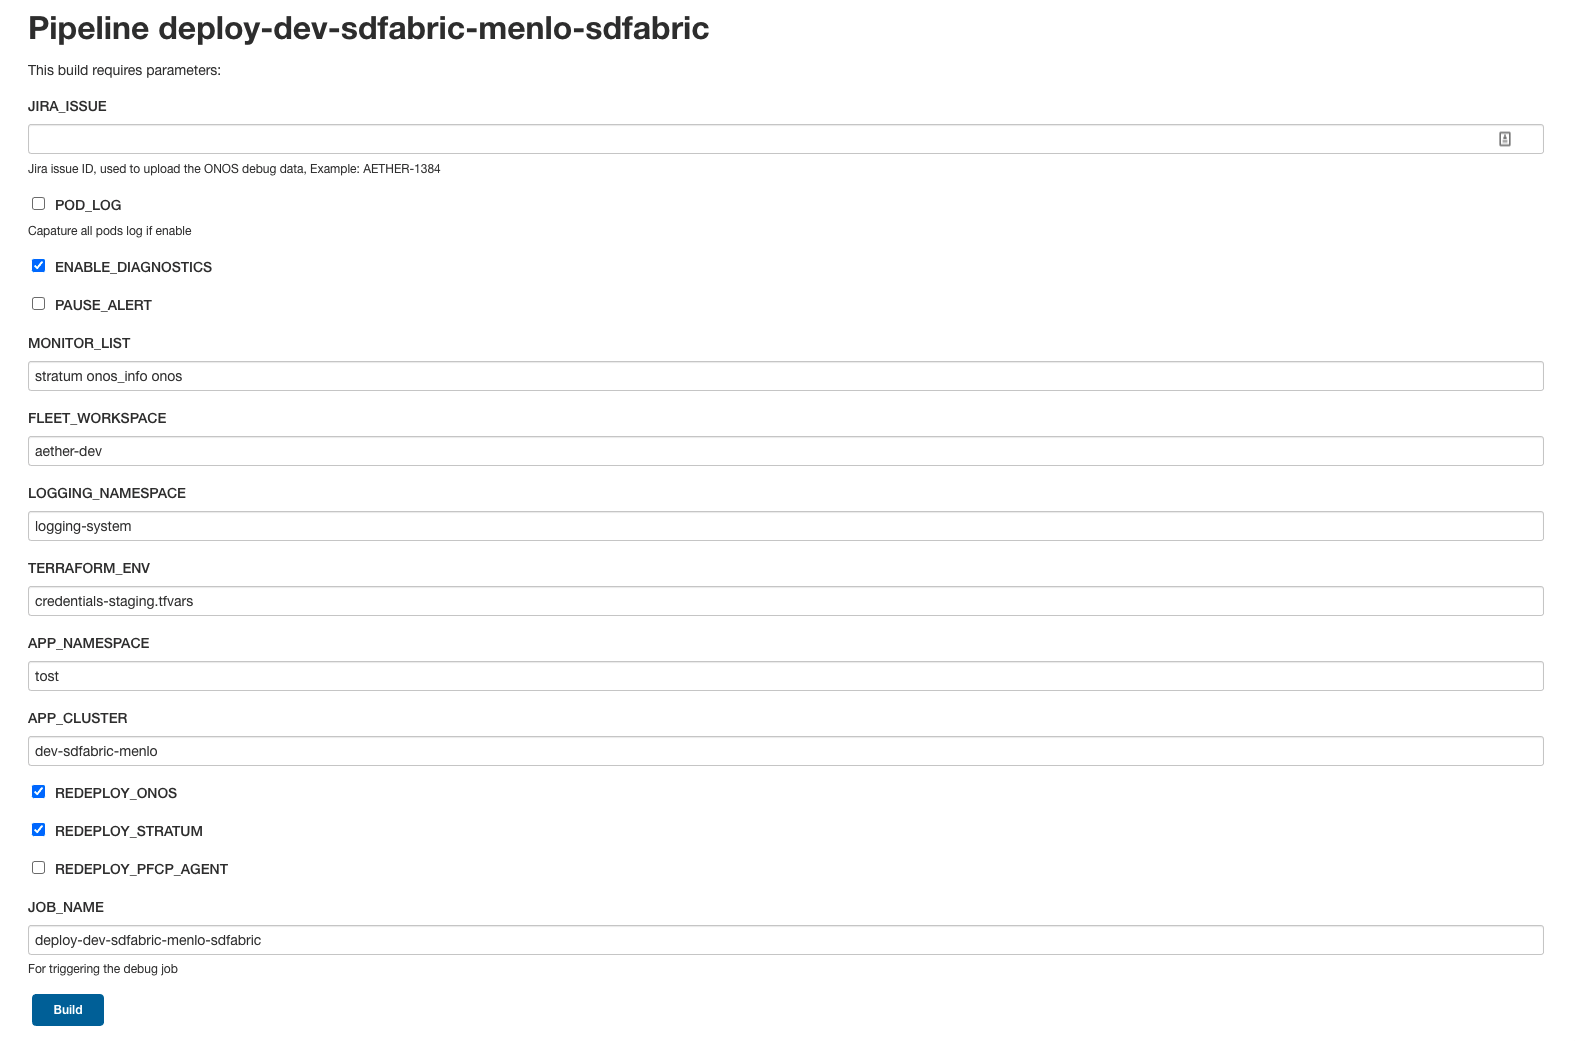 Pipeline deploy-dev-sdfabric-menlo-sdfabric
This build requires parameters:
JIRA_ISSUE
Jira issue ID, used to upload the ONOS debug data, Example: AETHER-1384
POD_LOG
Capature all pods log if enable
ENABLE_DIAGNOSTICS
PAUSE_ALERT
MONITOR_LIST
stratum onos_info onos
FLEET_WORKSPACE
aether-dev
LOGGING_NAMESPACE
logging-system
TERRAFORM_ENV
credentials-staging.tfvars
APP_NAMESPACE
tost
APP_CLUSTER
dev-sdfabric-menlo
REDEPLOY_ONOS
REDEPLOY_STRATUM
REDEPLOY_PFCP_AGENT
JOB_NAME
deploy-dev-sdfabric-menlo-sdfabric
For triggering the debug job
Build